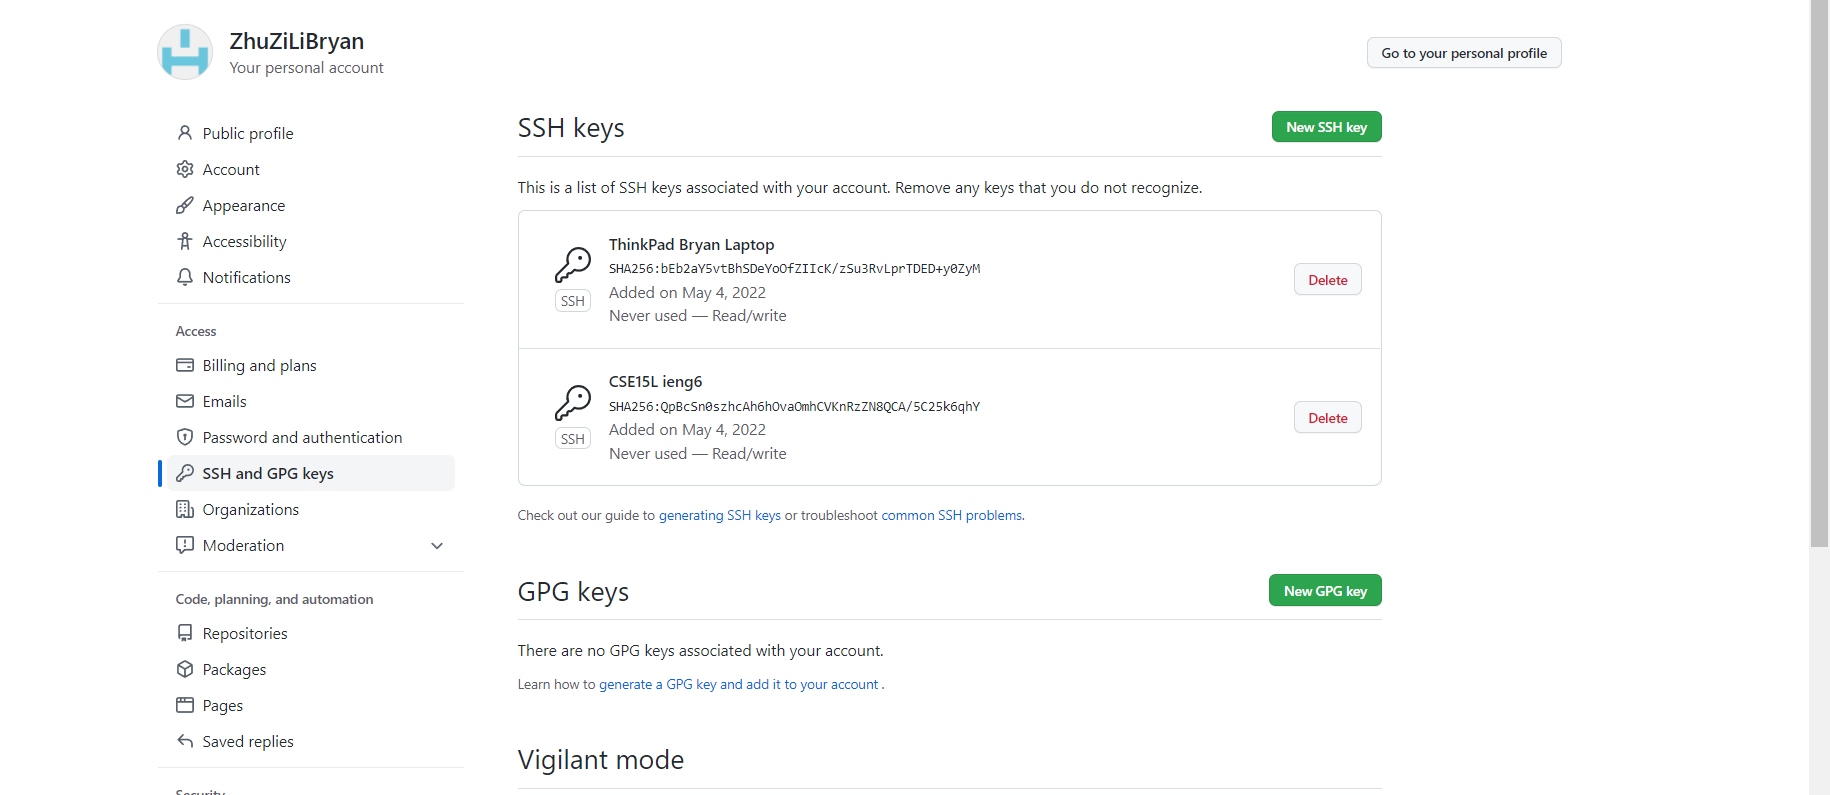 ZhuZiLiBryan
Your personal account
Go to your personal profile
Public profile
Account
Appearance
Accessibility
Notifications
Access
Billing and plans
Emails
Password and authentication
SSH and GPG keys
Organizations
Moderation
Code, planning, and automation
Repositories
Packages
Pages
Saved replies
Security
SSH keys
New SSH key
This is a list of SSH keys associated with your account. Remove any keys that you do not recognize.
ThinkPad Bryan Laptop
SHA256:bEb2aY5vtBhSDeYoOfZIIcK/zSu3RvLprTDED+y0ZyM
Added on May 4, 2022
Never used — Read/write
SSH
Delete
CSE15L ieng6
SHA256:QpBcSn0szhcAh6hOvaOmhCVKnRzZN8QCA/5C25k6qhY
Added on May 4, 2022
Never used — Read/write
SSH
Delete
Check out our guide to generating SSH keys or troubleshoot common SSH problems.
GPG keys
New GPG key
There are no GPG keys associated with your account.
Learn how to generate a GPG key and add it to your account .
Vigilant mode